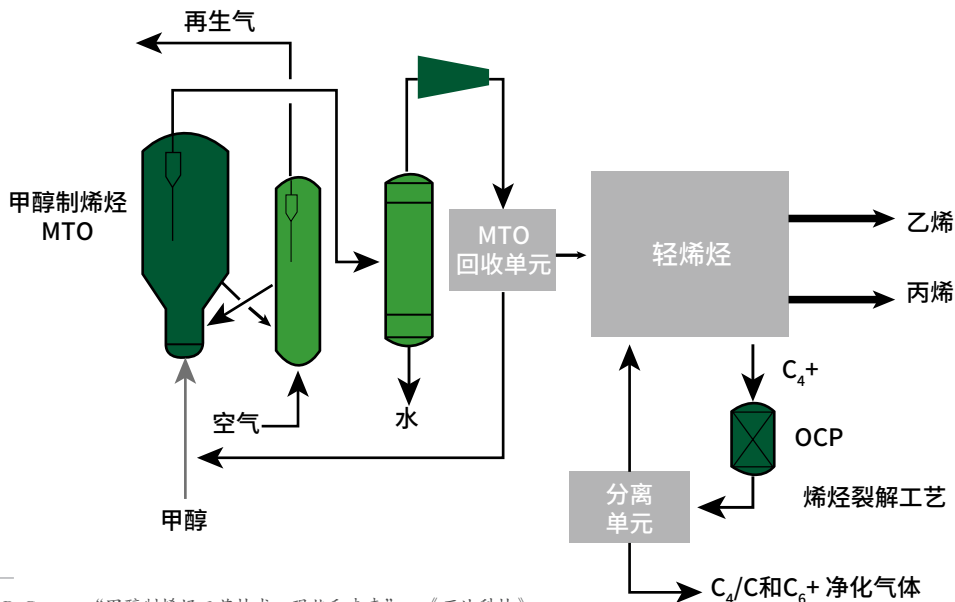 再生气
甲醇制烯烃
MTO
MTO
回收单元
轻烯烃
乙烯
丙烯
C4+
OCP
烯烃裂解工艺
空气
水
甲醇
分离
单元
C4/C和C6+ 净化气体